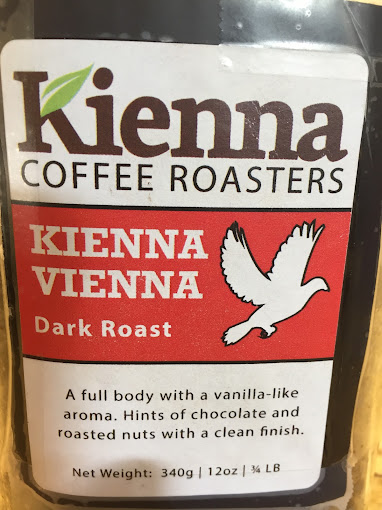 Kienna
COFFEE ROASTERS
KIENNA
VIENNA
Dark Roast
A full body with a vanilla-like
aroma. Hints of chocolate and
roasted nuts with a clean finish.
Net Weight: 340g | 12oz | ¾ LB